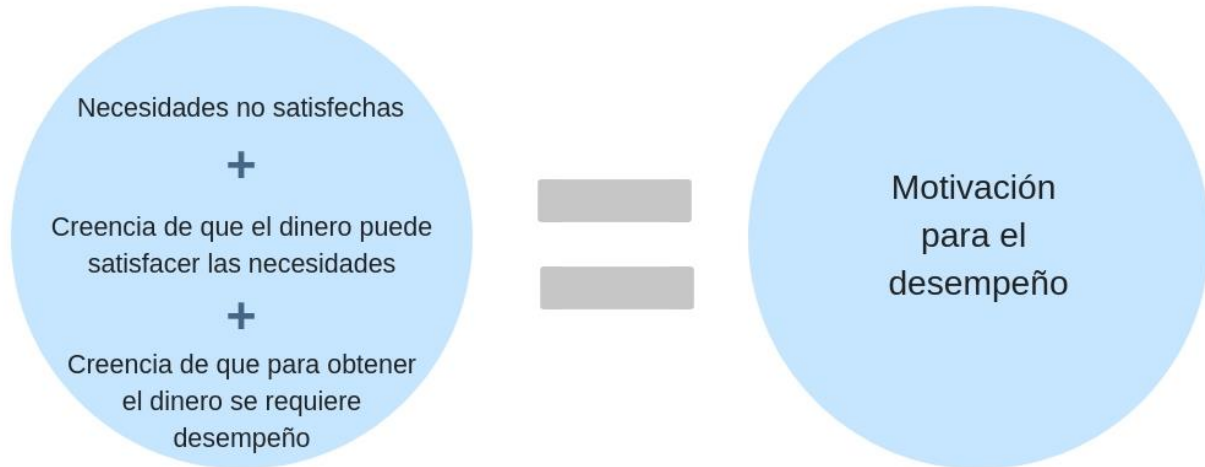 Necesidades no satisfechas
+
Creencia de que el dinero puede
satisfacer las necesidades
+
Creencia de que para obtener
el dinero se requiere
desempeño
Motivación
para el
desempeño